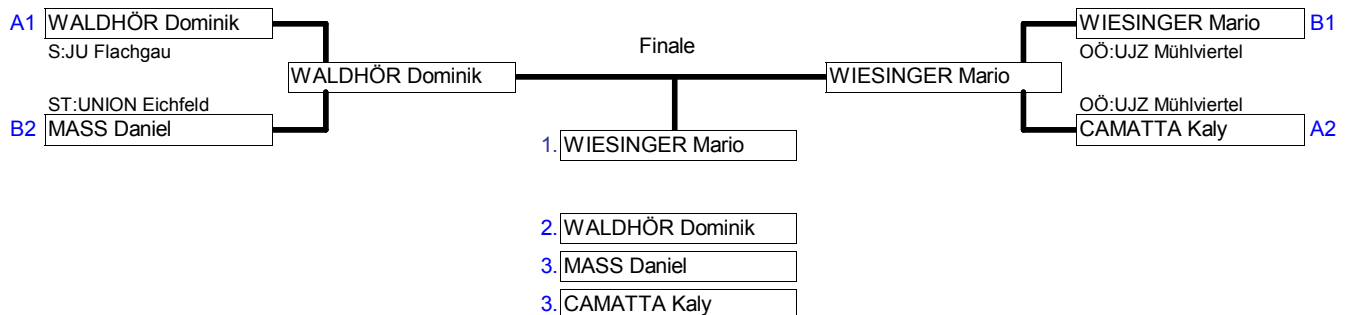 A1 WALDHÖR Dominik
S:JU Flachgau
ST:UNION Eichfeld
B2 MASS Daniel
WALDHÖR Dominik
Finale
WIESINGER Mario
WIESINGER Mario B1
OÖ:UJZ Mühlviertel
OÖ:UJZ Mühlviertel
CAMATTA Kaly A2
1. WIESINGER Mario
2. WALDHÖR Dominik
3. MASS Daniel
3. CAMATTA Kaly